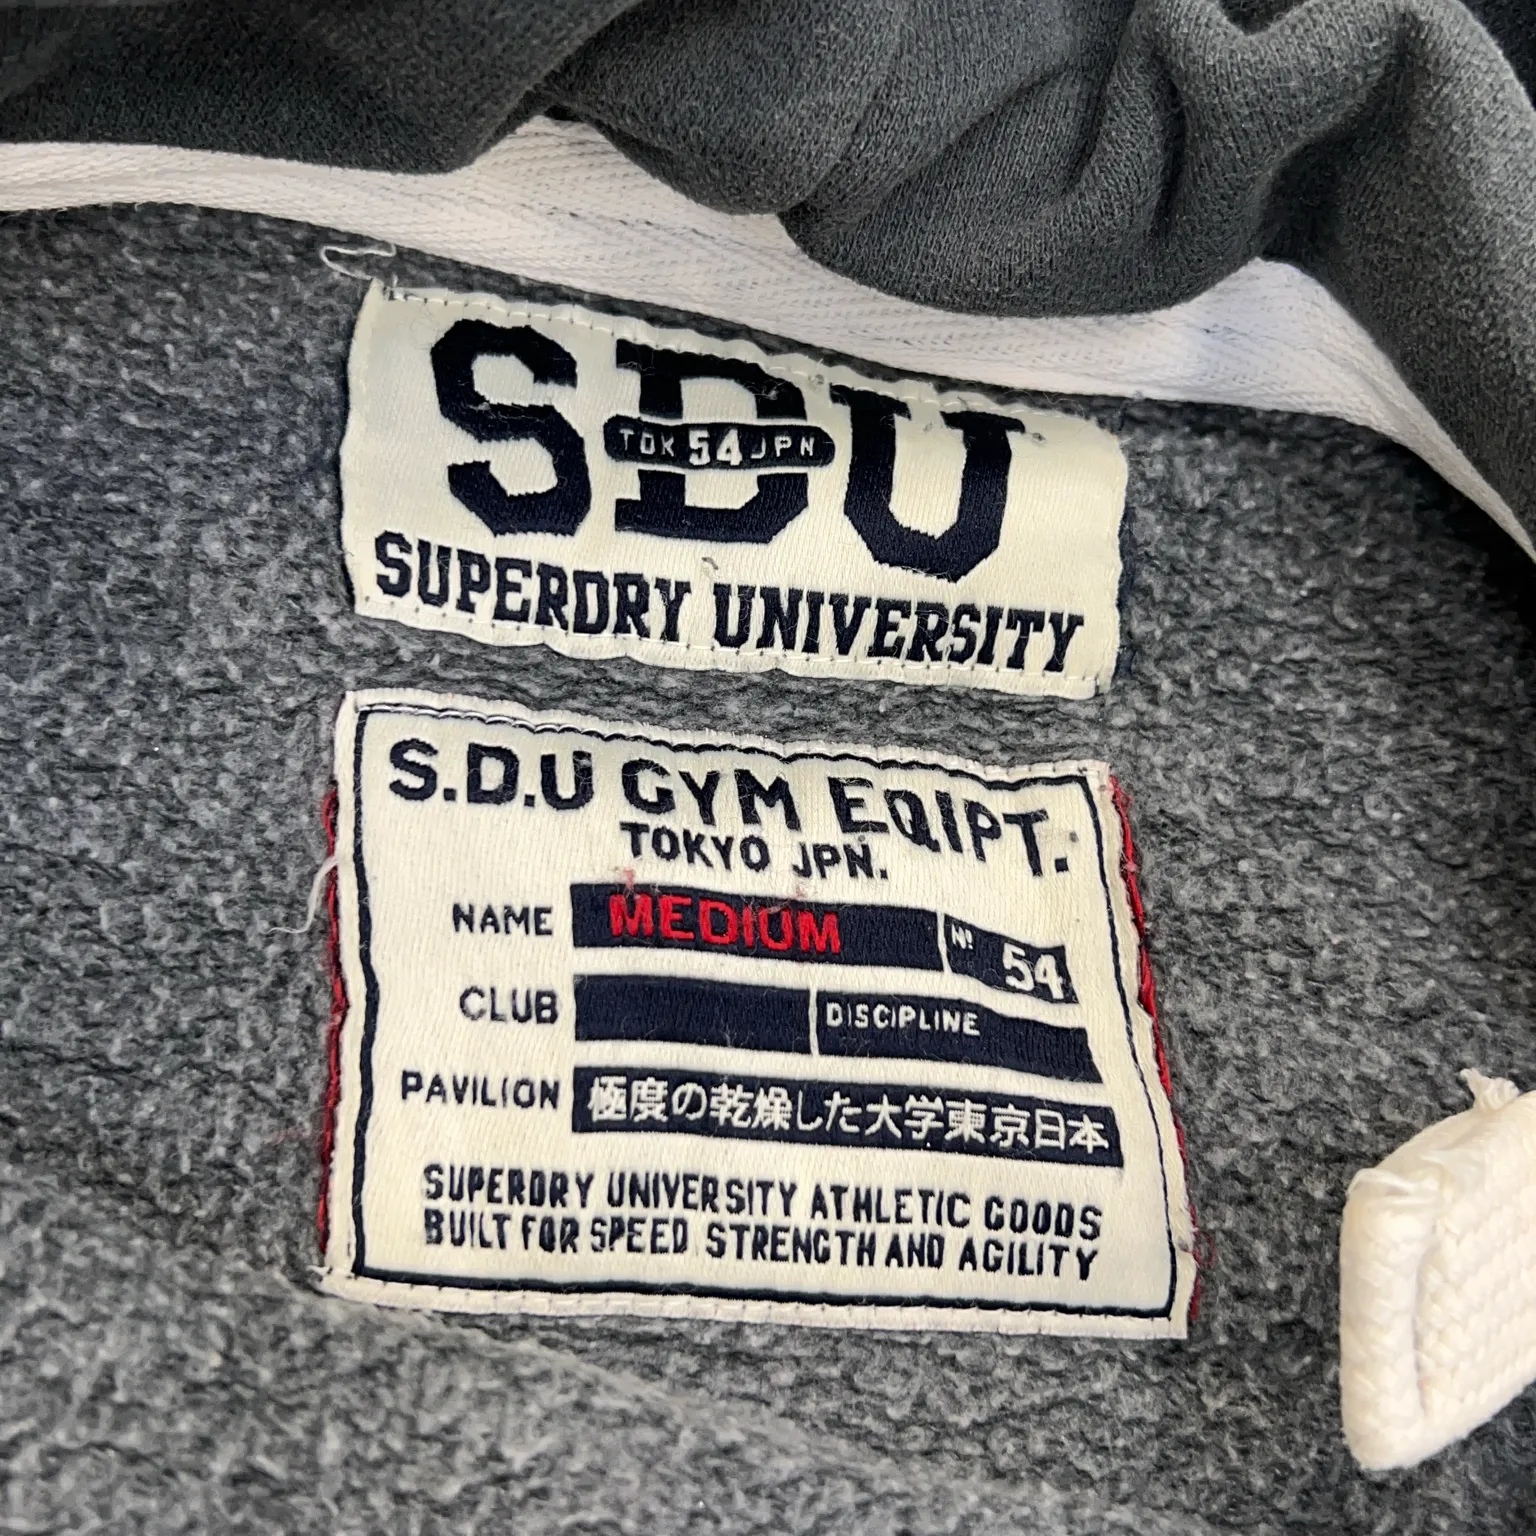 SDU
TOK 54 JPN
SUPERDRY UNIVERSITY
S.D.U GYM EQIPT.
TOKYO JPN.
NAME MEDIUM Nº 54
CLUB DISCIPLINE
PAVILION 極度の乾燥した大学東京日本
SUPERDRY UNIVERSITY ATHLETIC GOODS
BUILT FOR SPEED STRENGTH AND AGILITY